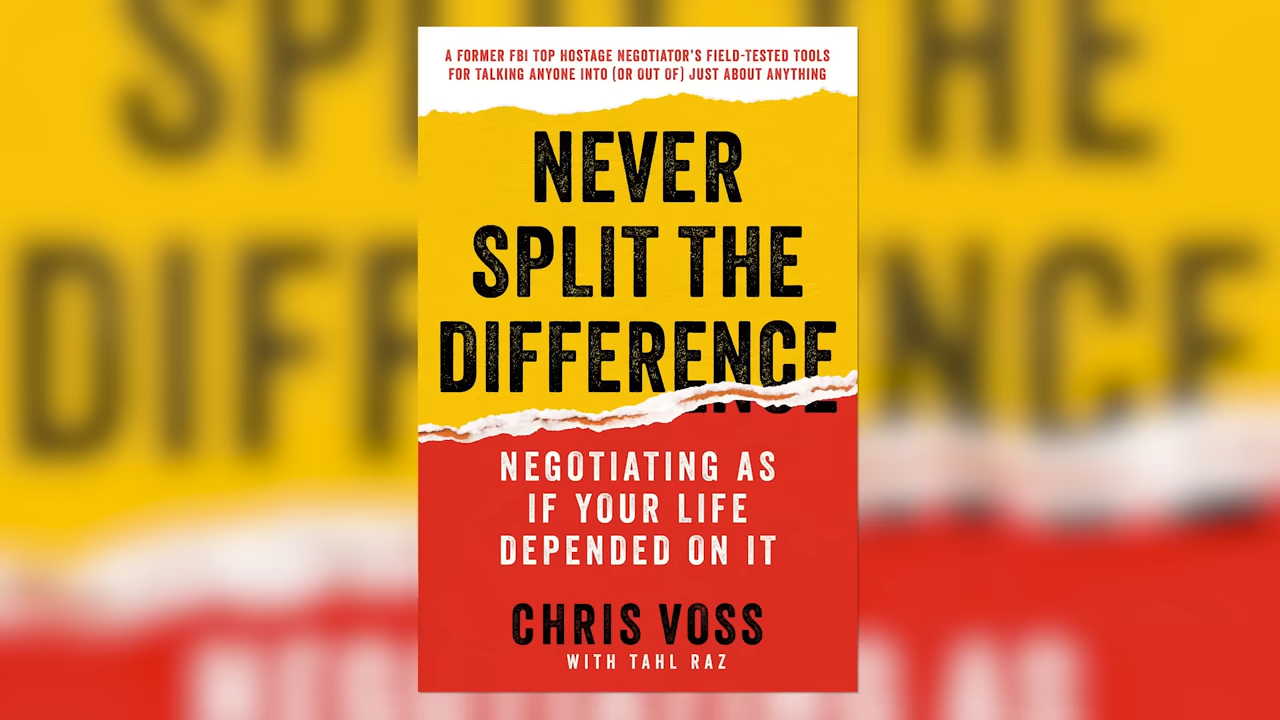 A FORMER FBI TOP HOSTAGE NEGOTIATOR'S FIELD-TESTED TOOLS
FOR TALKING ANYONE INTO (OR OUT OF) JUST ABOUT ANYTHING
NEVER
SPLIT THE
DIFFERENCE
NEGOTIATING AS
IF YOUR LIFE
DEPENDED ON IT
CHRIS VOSS
WITH TAHL RAZ